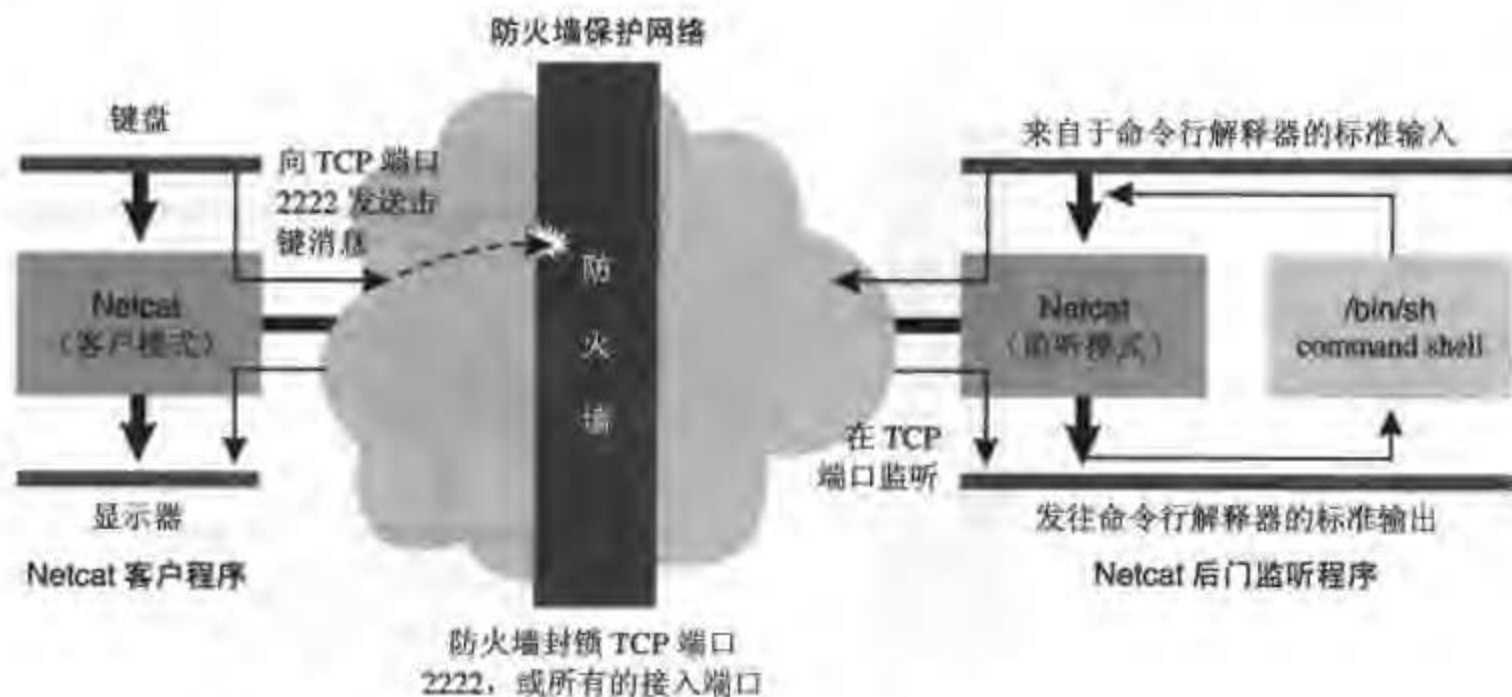 防火墙保护网络
键盘
向 TCP 端口
2222 发送击
键消息
来自于命令行解释器的标准输入
防
火
墙
Netcat
（客户模式）
Netcat
（监听模式）
/bin/sh
command shell
在 TCP
端口监听
显示器
发往命令行解释器的标准输出
Netcat 客户程序
Netcat 后门监听程序
防火墙封锁 TCP 端口
2222，或所有的接入端口